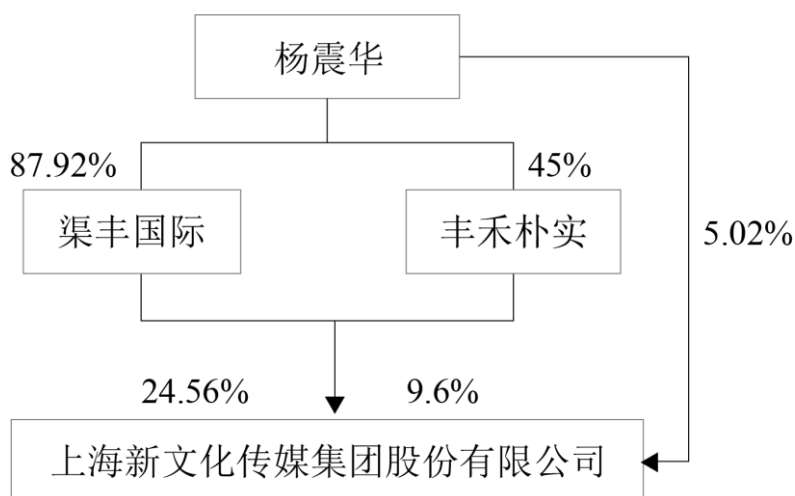 杨震华
87.92%
45%
渠丰国际
丰禾朴实
5.02%
24.56%
9.6%
上海新文化传媒集团股份有限公司